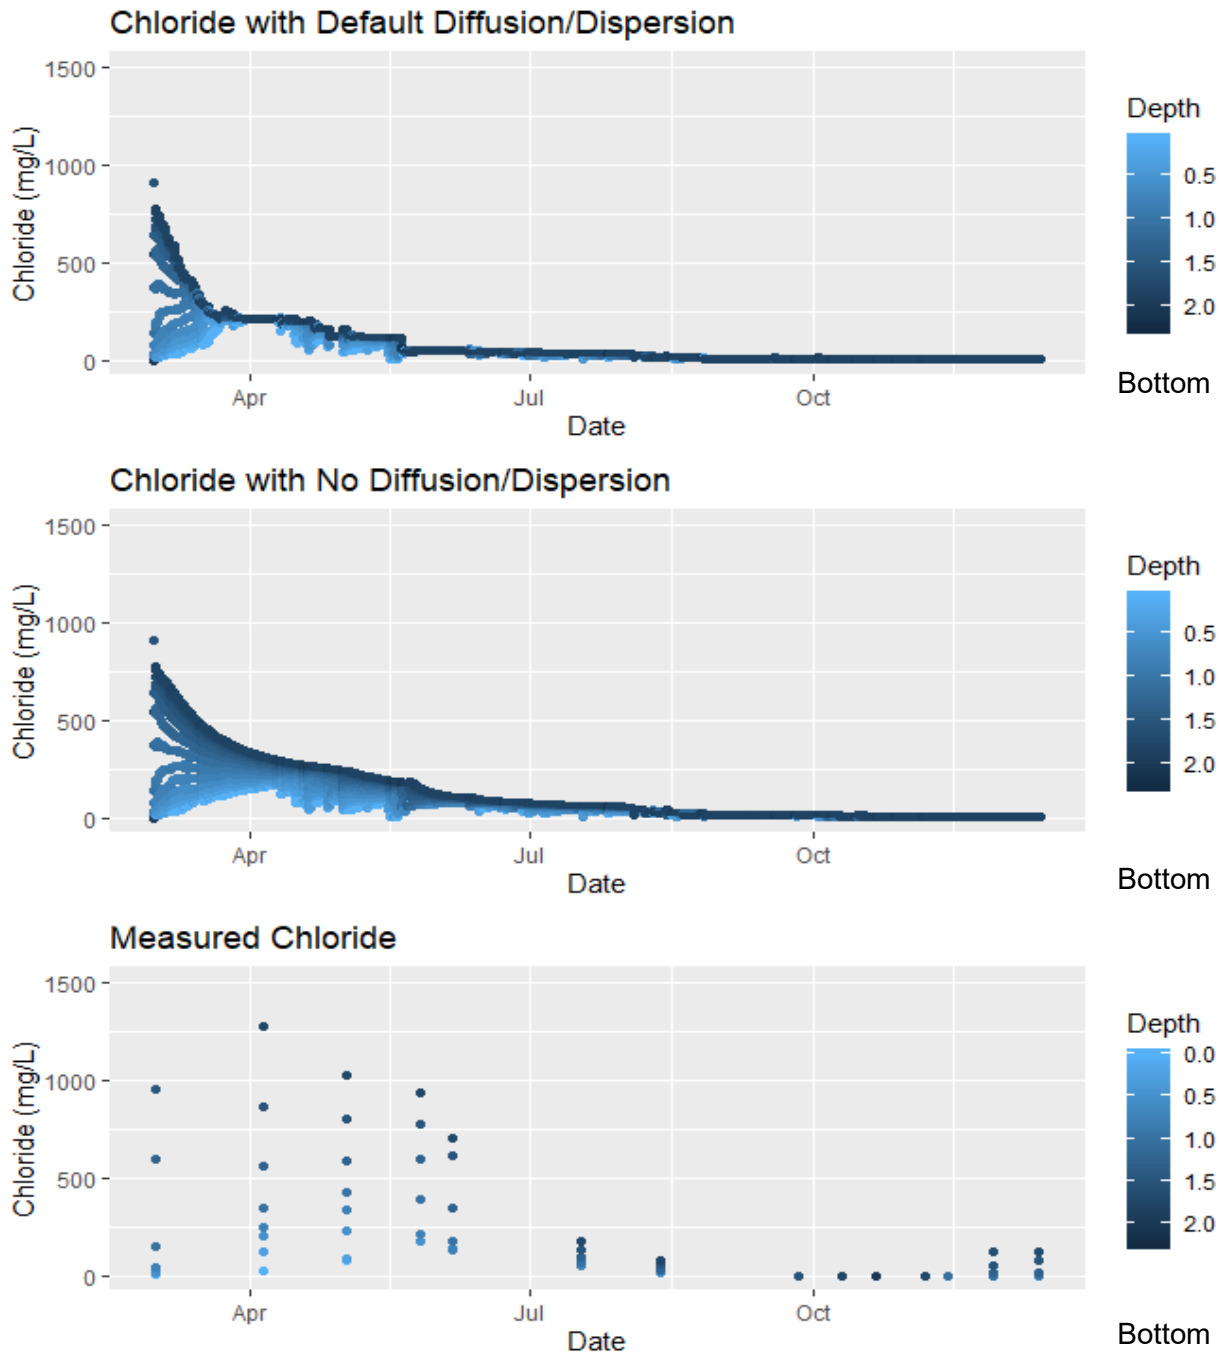 Chloride with Default Diffusion/Dispersion
1500
1000
500
0
Chloride (mg/L)
Apr
Jul
Oct
Date
Depth
0.5
1.0
1.5
2.0
Bottom
Chloride with No Diffusion/Dispersion
1500
1000
500
0
Chloride (mg/L)
Apr
Jul
Oct
Date
Depth
0.5
1.0
1.5
2.0
Bottom
Measured Chloride
1500
1000
500
0
Chloride (mg/L)
Apr
Jul
Oct
Date
Depth
0.0
0.5
1.0
1.5
2.0
Bottom